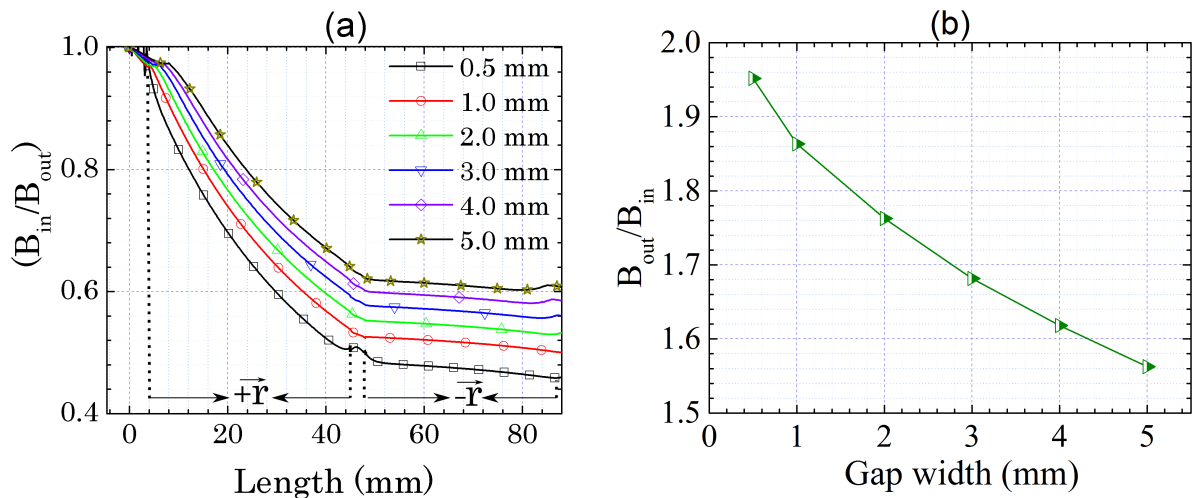 (a)
(B_in/B_out)
1.0
0.8
0.6
0.4
0.5 mm
1.0 mm
2.0 mm
3.0 mm
4.0 mm
5.0 mm
+r⃗
-r⃗
0 20 40 60 80
Length (mm)
(b)
B_out/B_in
2.0
1.9
1.8
1.7
1.6
1.5
0 1 2 3 4 5
Gap width (mm)